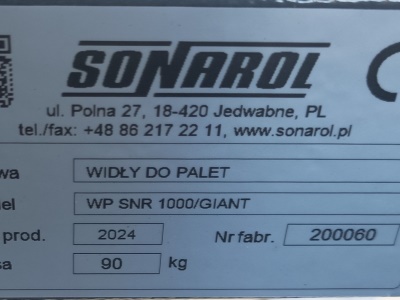 SONAROL
ul. Polna 27, 18-420 Jedwabne, PL
tel./fax: +48 86 217 22 11, www.sonarol.pl
wa WIDŁY DO PALET
el WP SNR 1000/GIANT
prod. 2024 Nr fabr. 200060
sa 90 kg